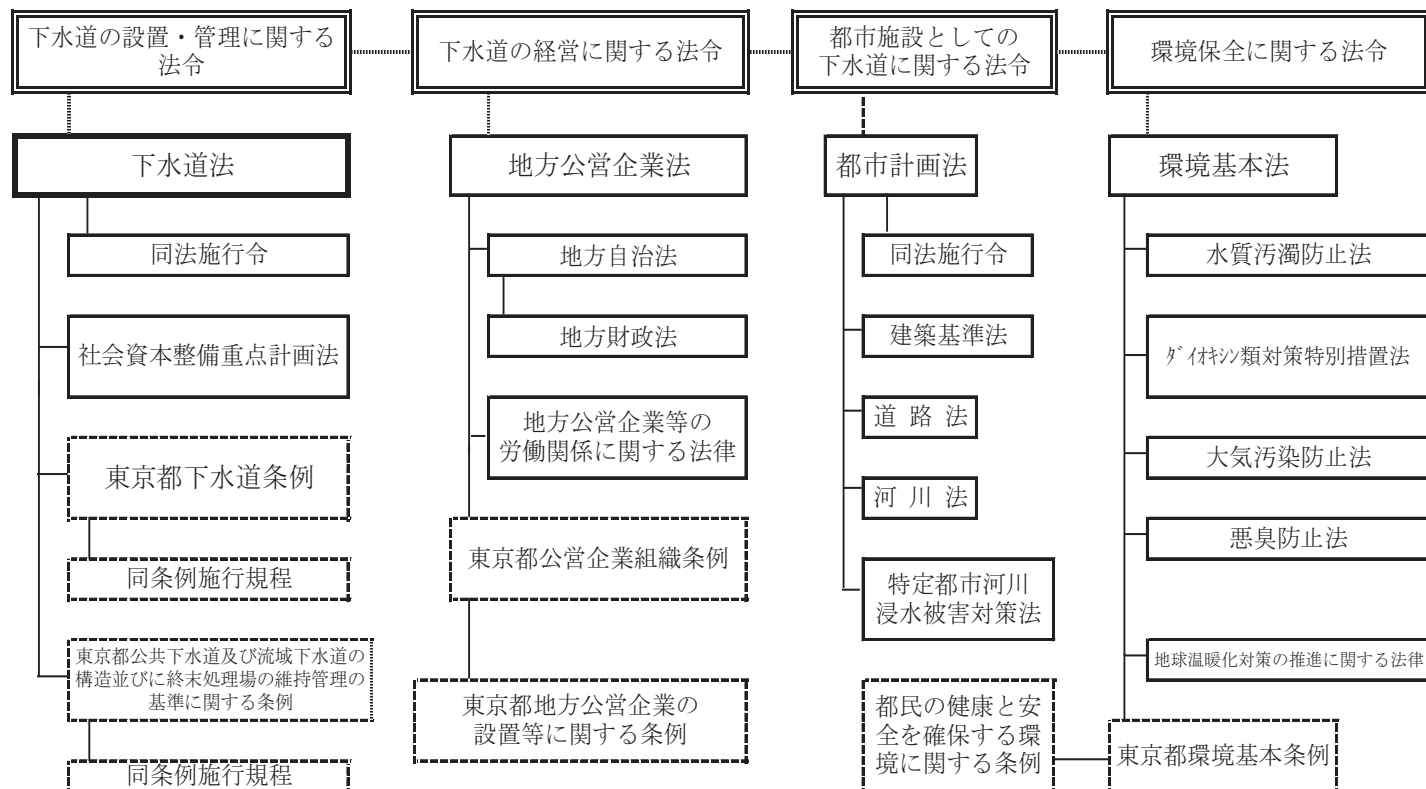 下水道の設置・管理に関する
法令
下水道の経営に関する法令
都市施設としての
下水道に関する法令
環境保全に関する法令
下水道法
地方公営企業法
都市計画法
環境基本法
同法施行令
地方自治法
同法施行令
水質汚濁防止法
社会資本整備重点計画法
地方財政法
建築基準法
ダイオキシン類対策特別措置法
東京都下水道条例
地方公営企業等の
労働関係に関する法律
道 路 法
大気汚染防止法
河 川 法
悪臭防止法
同条例施行規程
東京都公営企業組織条例
特定都市河川
浸水被害対策法
東京都公共下水道及び流域下水道の
構造並びに終末処理場の維持管理の
基準に関する条例
東京都地方公営企業の
設置等に関する条例
都民の健康と安
全を確保する環
境に関する条例
地球温暖化対策の推進に関する法律
東京都環境基本条例
同条例施行規程